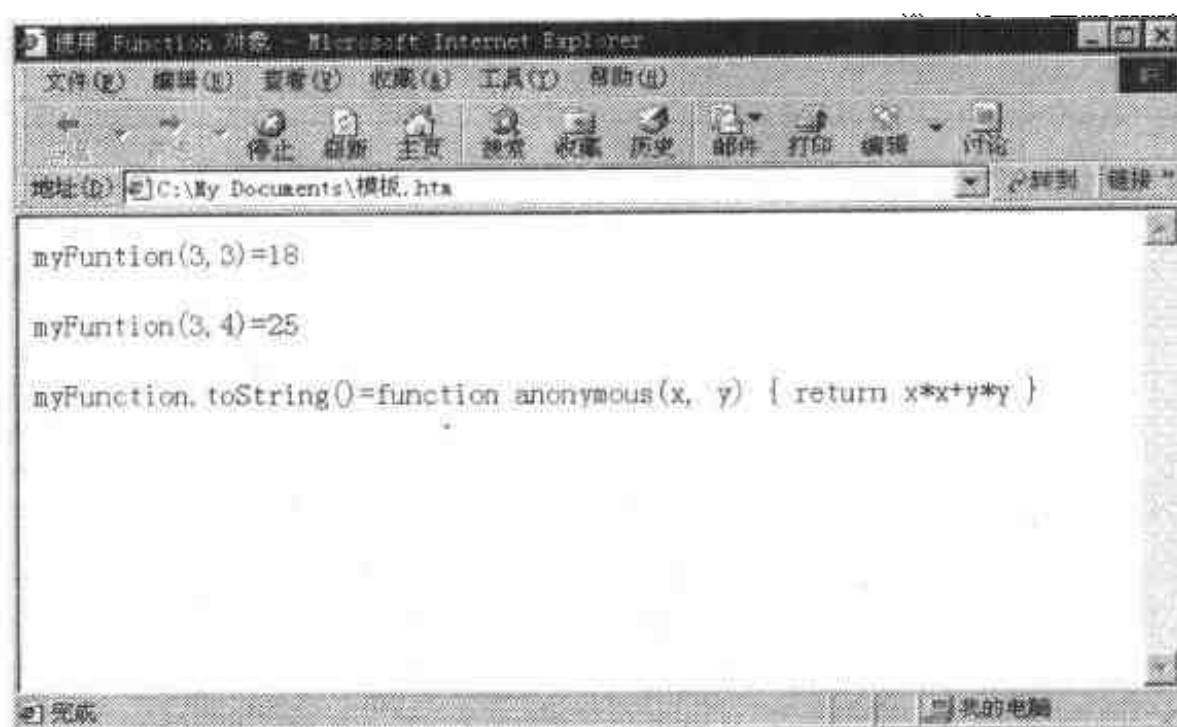 使用 Function 对象 - Microsoft Internet Explorer
文件(F) 编辑(E) 查看(V) 收藏(A) 工具(T) 帮助(H)
停止 刷新 主页 搜索 收藏 历史 邮件 打印 编辑 讨论
地址(D) C:\My Documents\模板.htm 转到 链接 »
myFuntion(3,3)=18
myFuntion(3,4)=25
myFunction.toString()=function anonymous(x, y) { return x*x+y*y }
完成 我的电脑